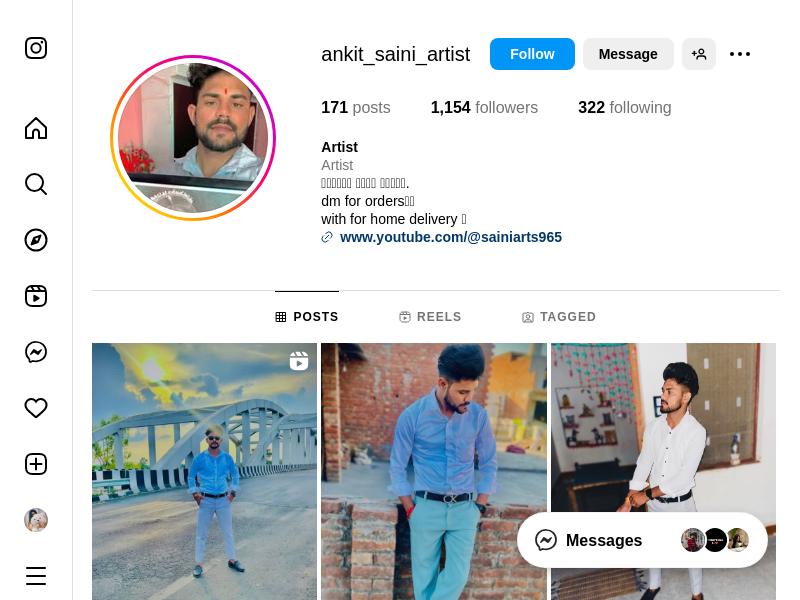 ankit_saini_artist Follow Message
171 posts 1,154 followers 322 following
Artist
Artist
dm for orders
with for home delivery
www.youtube.com/@sainiarts965
POSTS REELS TAGGED
Messages